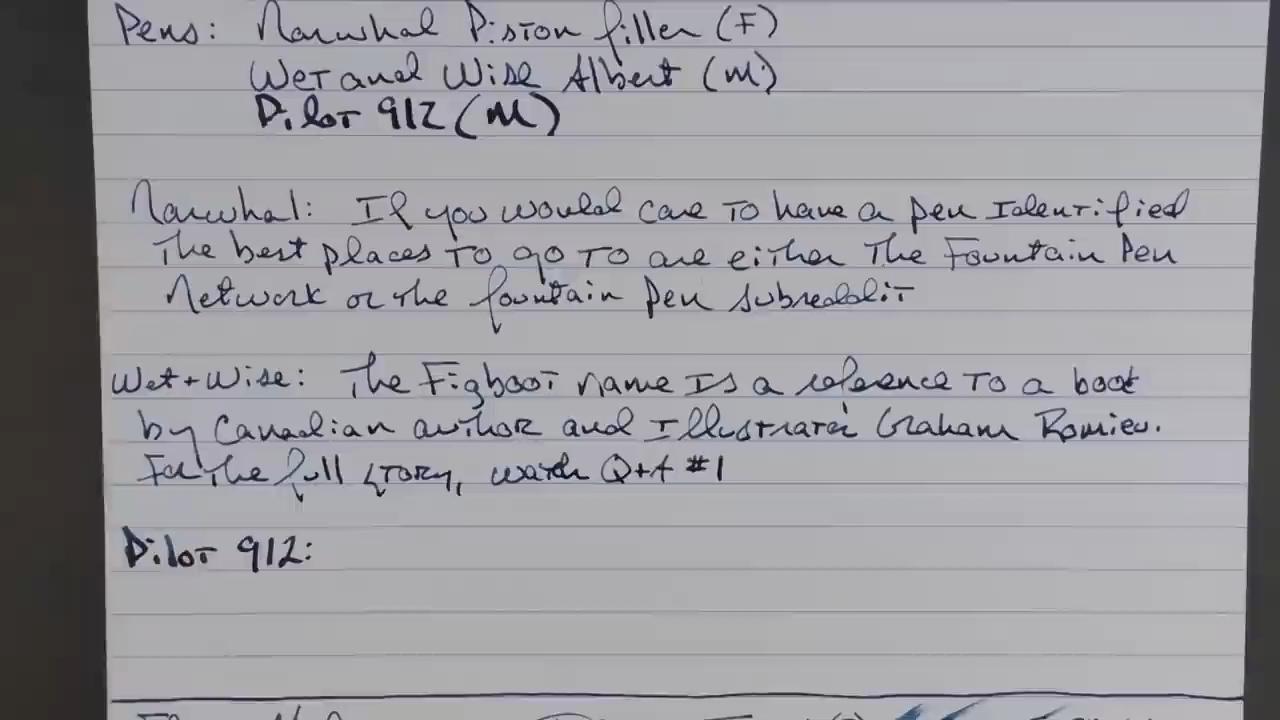 Pens: Narwhal Piston filler (F)
Wet and Wise Albert (M)
Pilot 912 (M)
Narwhal: If you would care to have a pen Identified
The best places to go to are either The Fountain Pen
Network or the fountain Pen subreddit
Wet + Wise: The Figboot name Is a reference to a book
by Canadian author and Illustrator Graham Romieu.
For the full story, watch Q+A #1
Pilot 912: